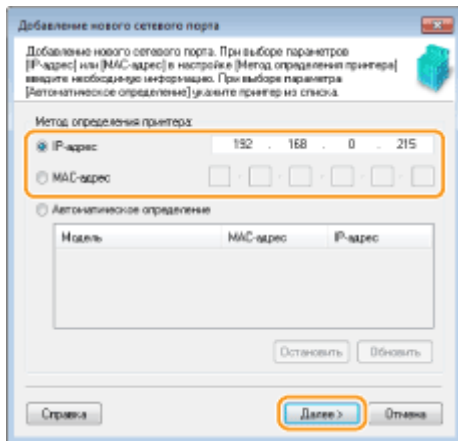 Добавление нового сетевого порта
Добавление нового сетевого порта. При выборе параметров
[IP-адрес] или [MAC-адрес] в настройке [Метод определения принтера]
введите необходимую информацию. При выборе параметра
[Автоматическое определение] укажите принтер из списка.
Метод определения принтера:
IP-адрес 192 . 168 . 0 . 215
MAC-адрес - - - - -
Автоматическое определение
Модель MAC-адрес IP-адрес
Остановить Обновить
Справка Далее > Отмена